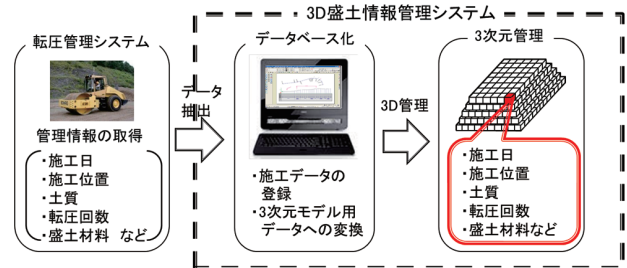 3D盛土情報管理システム
転圧管理システム
管理情報の取得
・施工日
・施工位置
・土質
・転圧回数
・盛土材料 など
データ
抽出
データベース化
・施工データの
登録
・3次元モデル用
データへの変換
3D管理
3次元管理
・施工日
・施工位置
・土質
・転圧回数
・盛土材料など